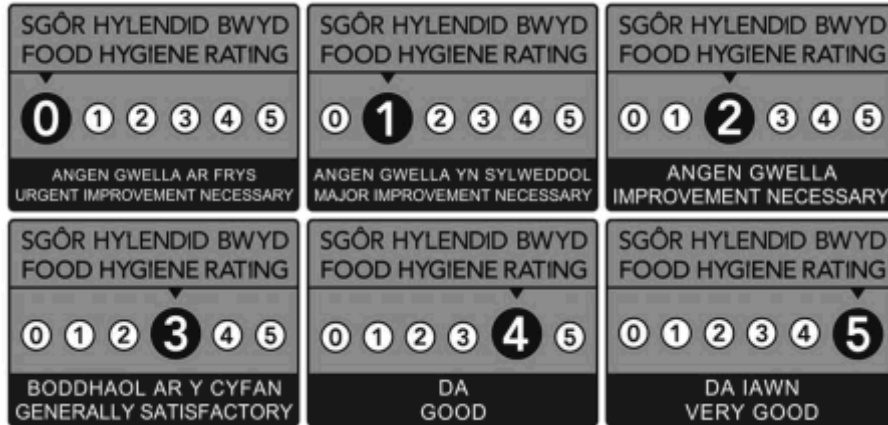 SGÔR HYLENDID BWYD
FOOD HYGIENE RATING
0 1 2 3 4 5
ANGEN GWELLA AR FRYS
URGENT IMPROVEMENT NECESSARY
SGÔR HYLENDID BWYD
FOOD HYGIENE RATING
0 1 2 3 4 5
ANGEN GWELLA YN SYLWEDDOL
MAJOR IMPROVEMENT NECESSARY
SGÔR HYLENDID BWYD
FOOD HYGIENE RATING
0 1 2 3 4 5
ANGEN GWELLA
IMPROVEMENT NECESSARY
SGÔR HYLENDID BWYD
FOOD HYGIENE RATING
0 1 2 3 4 5
BODDHAOL AR Y CYFAN
GENERALLY SATISFACTORY
SGÔR HYLENDID BWYD
FOOD HYGIENE RATING
0 1 2 3 4 5
DA
GOOD
SGÔR HYLENDID BWYD
FOOD HYGIENE RATING
0 1 2 3 4 5
DA IAWN
VERY GOOD